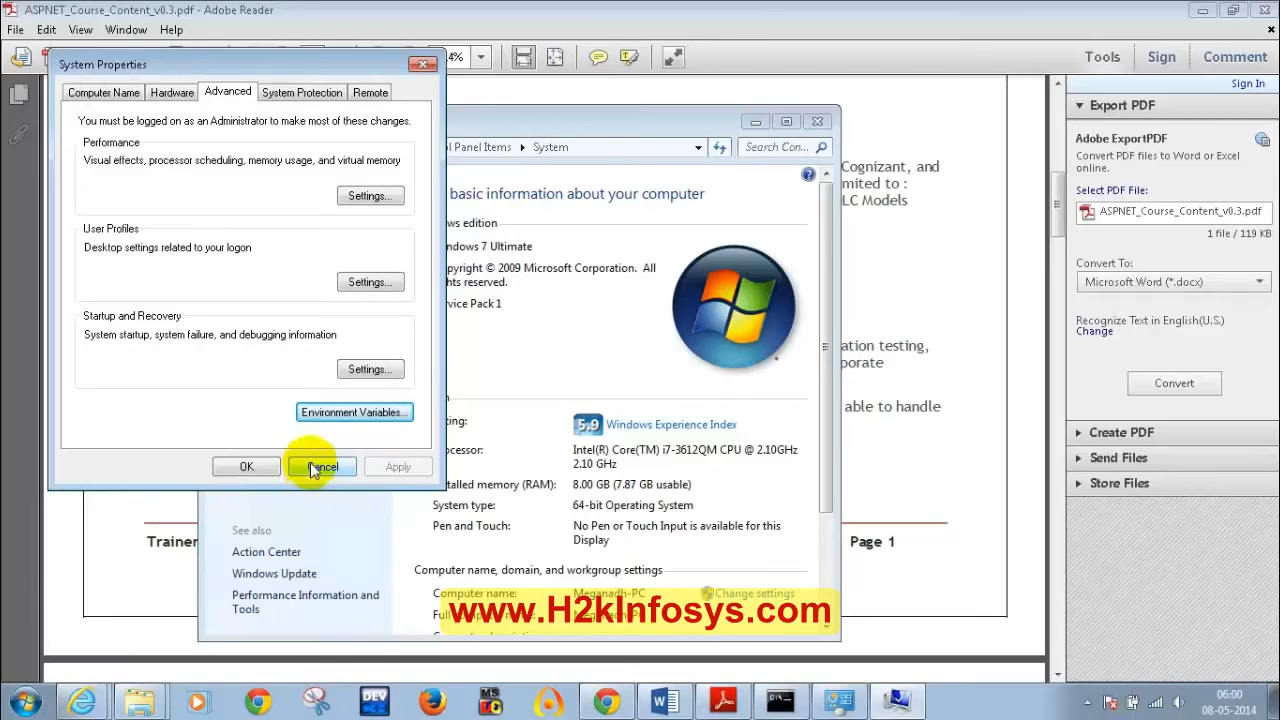 ASPNET_Course_Content_v0.3.pdf - Adobe Reader
File Edit View Window Help
4%
Tools Sign Comment
System Properties
Computer Name Hardware Advanced System Protection Remote
You must be logged on as an Administrator to make most of these changes.
Performance
Visual effects, processor scheduling, memory usage, and virtual memory
Settings...
User Profiles
Desktop settings related to your logon
Settings...
Startup and Recovery
System startup, system failure, and debugging information
Settings...
Environment Variables...
OK Cancel Apply
l Panel Items System
Search Con...
basic information about your computer
ws edition
ndows 7 Ultimate
pyright © 2009 Microsoft Corporation. All
hts reserved.
rvice Pack 1
5.9 Windows Experience Index
Intel(R) Core(TM) i7-3612QM CPU @ 2.10GHz
2.10 GHz
talled memory (RAM): 8.00 GB (7.87 GB usable)
System type: 64-bit Operating System
Pen and Touch: No Pen or Touch Input is available for this
Display
Computer name, domain, and workgroup settings
Computer name: Meganadh-PC Change settings
See also
Action Center
Windows Update
Performance Information and
Tools
www.H2kInfosys.com
Cognizant, and
mited to :
LC Models
ation testing,
porate
able to handle
Trainer
Page 1
Sign In
Export PDF
Adobe ExportPDF
Convert PDF files to Word or Excel
online.
Select PDF File:
ASPNET_Course_Content_v0.3.pdf
1 file / 119 KB
Convert To:
Microsoft Word (*.docx)
Recognize Text in English(U.S.)
Change
Convert
Create PDF
Send Files
Store Files
DEV
MS
06:00
08-05-2014